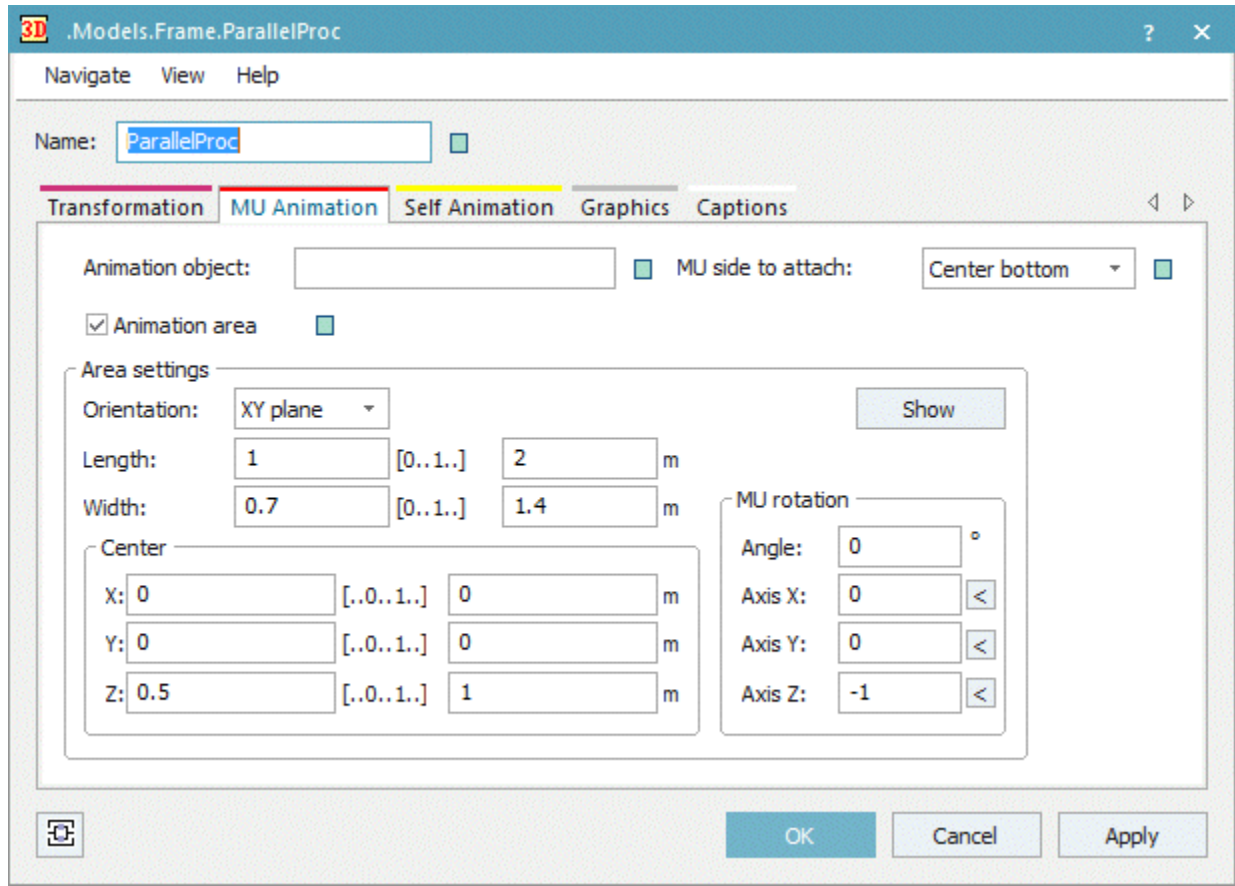 3D .Models.Frame.ParallelProc ? ×
Navigate View Help
Name: ParallelProc
Transformation MU Animation Self Animation Graphics Captions
Animation object: MU side to attach: Center bottom
Animation area
Area settings
Orientation: XY plane Show
Length: 1 [0..1..] 2 m
Width: 0.7 [0..1..] 1.4 m
MU rotation
Center
Angle: 0 °
X: 0 [..0..1..] 0 m Axis X: 0 <
Y: 0 [..0..1..] 0 m Axis Y: 0 <
Z: 0.5 [..0..1..] 1 m Axis Z: -1 <
OK Cancel Apply